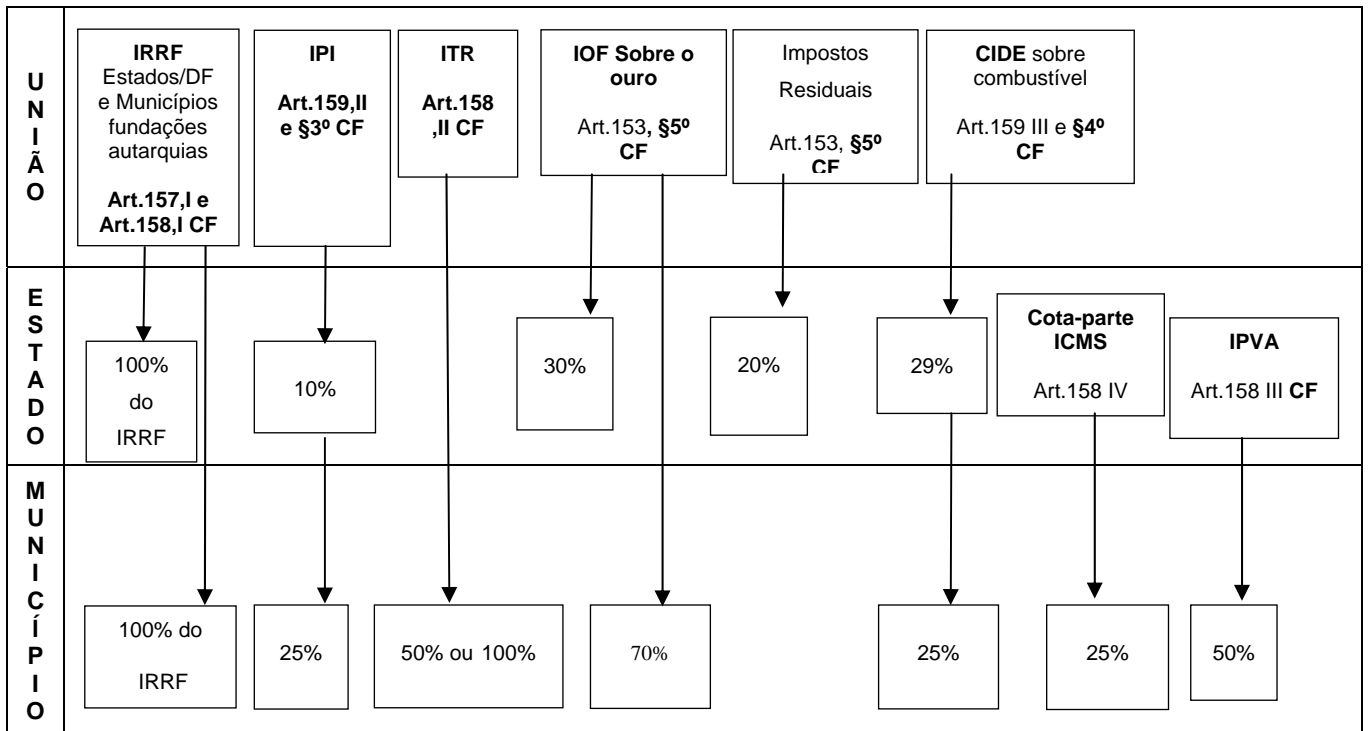 U
N
I
Ã
O
IRRF
Estados/DF
e Municípios
fundações
autarquias
Art.157,I e
Art.158,I CF
IPI
Art.159,II
e §3º CF
ITR
Art.158
,II CF
IOF Sobre o
ouro
Art.153, §5º
CF
Impostos
Residuais
Art.153, §5º
CF
CIDE sobre
combustível
Art.159 III e §4º
CF
E
S
T
A
D
O
100%
do
IRRF
10%
30%
20%
29%
Cota-parte
ICMS
Art.158 IV
IPVA
Art.158 III CF
M
U
N
I
C
Í
P
I
O
100% do
IRRF
25%
50% ou 100%
70%
25%
25%
50%